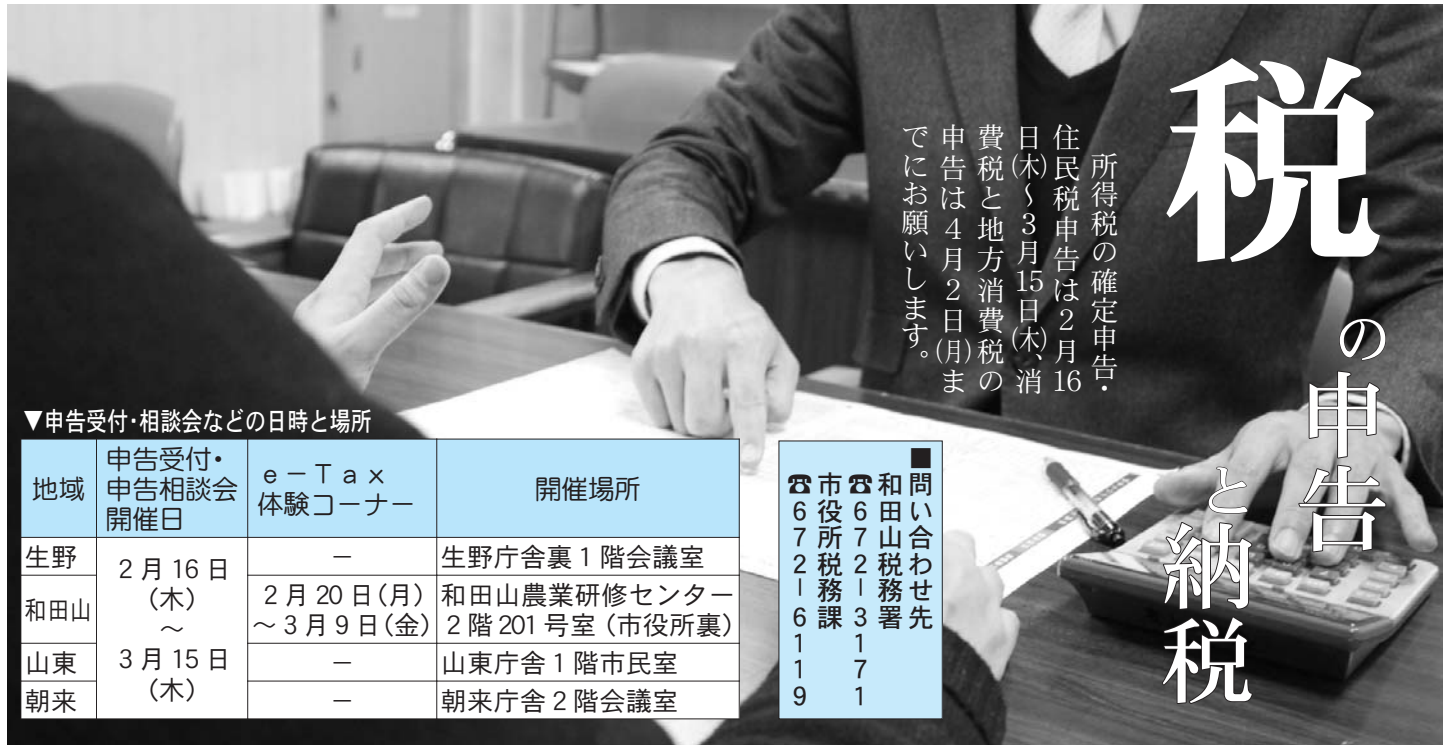 税
の申告
と納税
所得税の確定申告・
住民税申告は2月16
日(木)～3月15日(木)、消
費税と地方消費税の
申告は4月2日(月)ま
でにお願いします。
▼申告受付・相談会などの日時と場所
地域
申告受付・
申告相談会
開催日
e－Tax
体験コーナー
開催場所
生野
2月16日
(木)
～
3月15日
(木)
－
生野庁舎裏1階会議室
和田山
2月20日(月)
～3月9日(金)
和田山農業研修センター
2階201号室(市役所裏)
山東
－
山東庁舎1階市民室
朝来
－
朝来庁舎2階会議室
■問い合わせ先
和田山税務署
☎672－3171
市役所税務課
☎672－6119